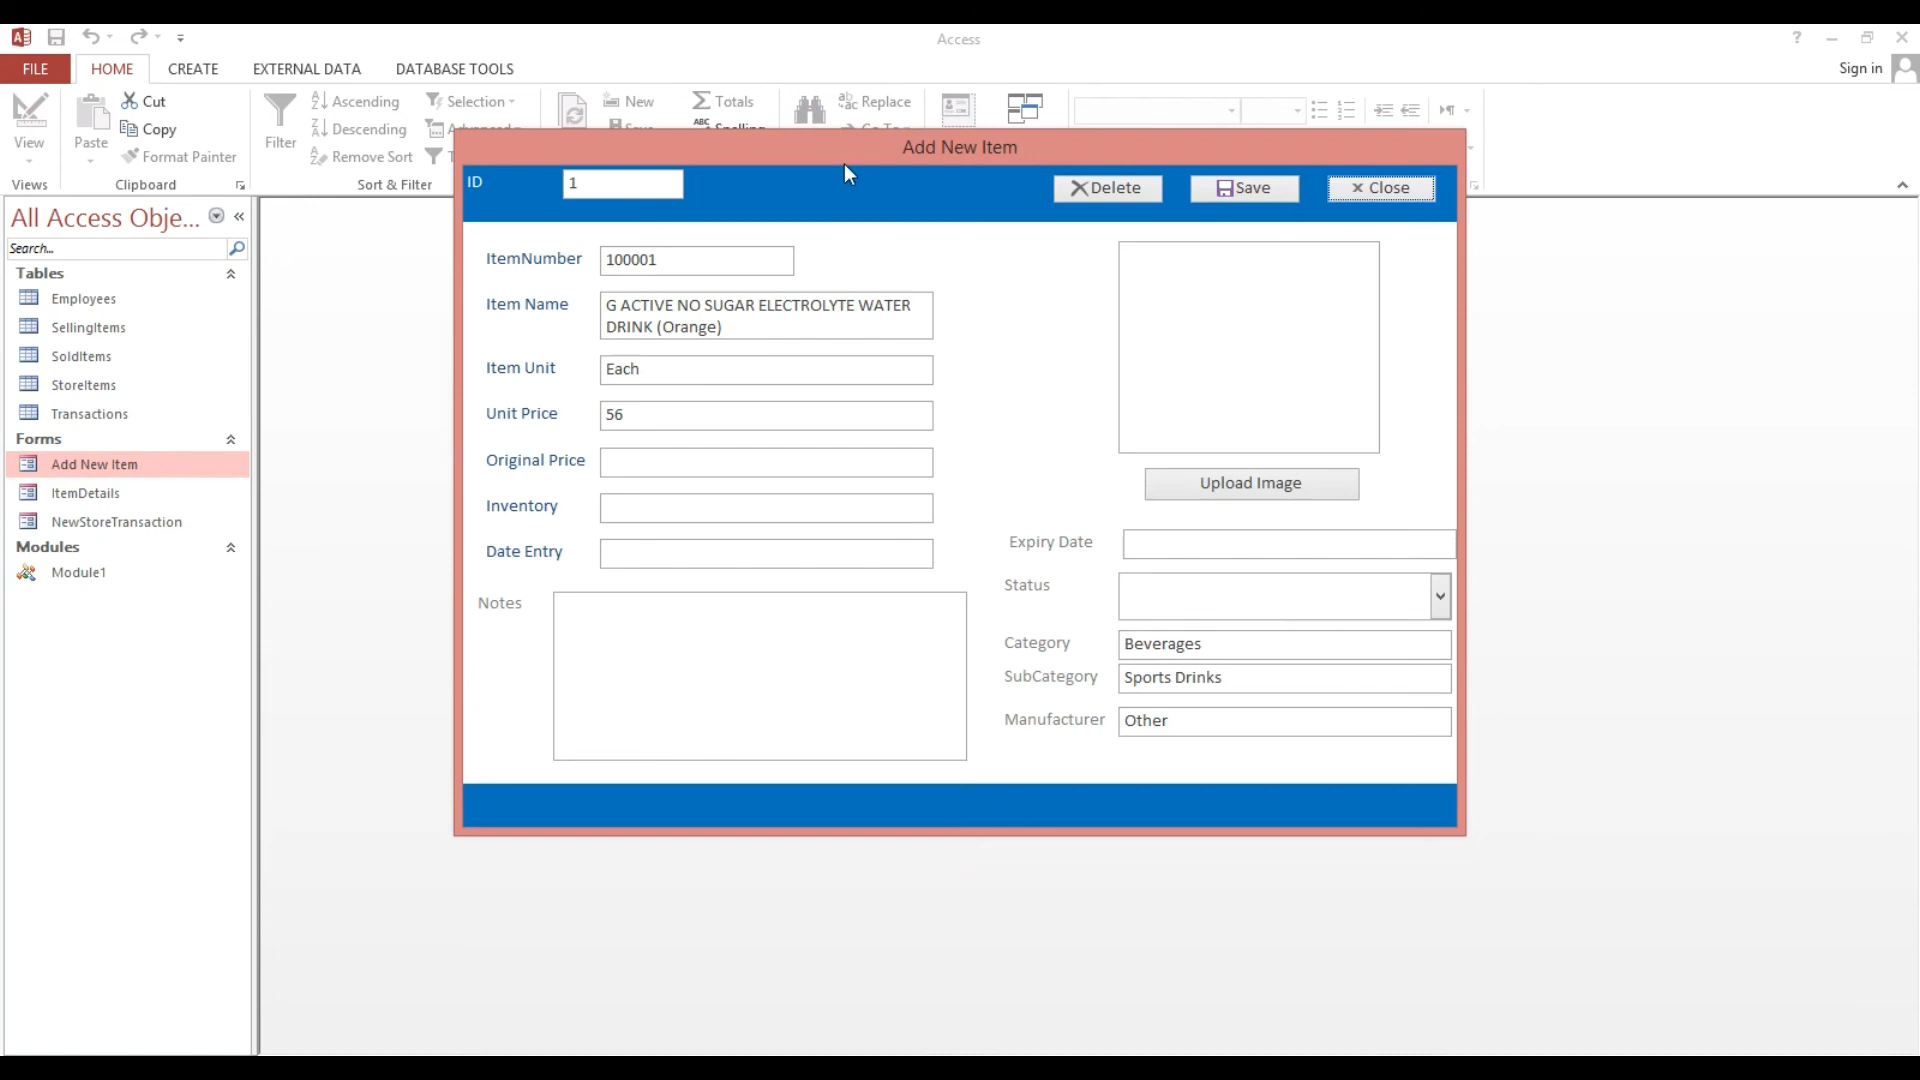 Access
FILE HOME CREATE EXTERNAL DATA DATABASE TOOLS Sign in
View
Views
Paste
Cut
Copy
Format Painter
Clipboard
Filter
Ascending
Descending
Remove Sort
Selection
Sort & Filter
New
Totals
Spelling
Replace
Add New Item
ID 1 Delete Save Close
ItemNumber 100001
Item Name G ACTIVE NO SUGAR ELECTROLYTE WATER
DRINK (Orange)
Item Unit Each
Unit Price 56
Original Price
Inventory
Date Entry
Notes
Upload Image
Expiry Date
Status
Category Beverages
SubCategory Sports Drinks
Manufacturer Other
All Access Obje...
Search...
Tables
Employees
SellingItems
SoldItems
StoreItems
Transactions
Forms
Add New Item
ItemDetails
NewStoreTransaction
Modules
Module1